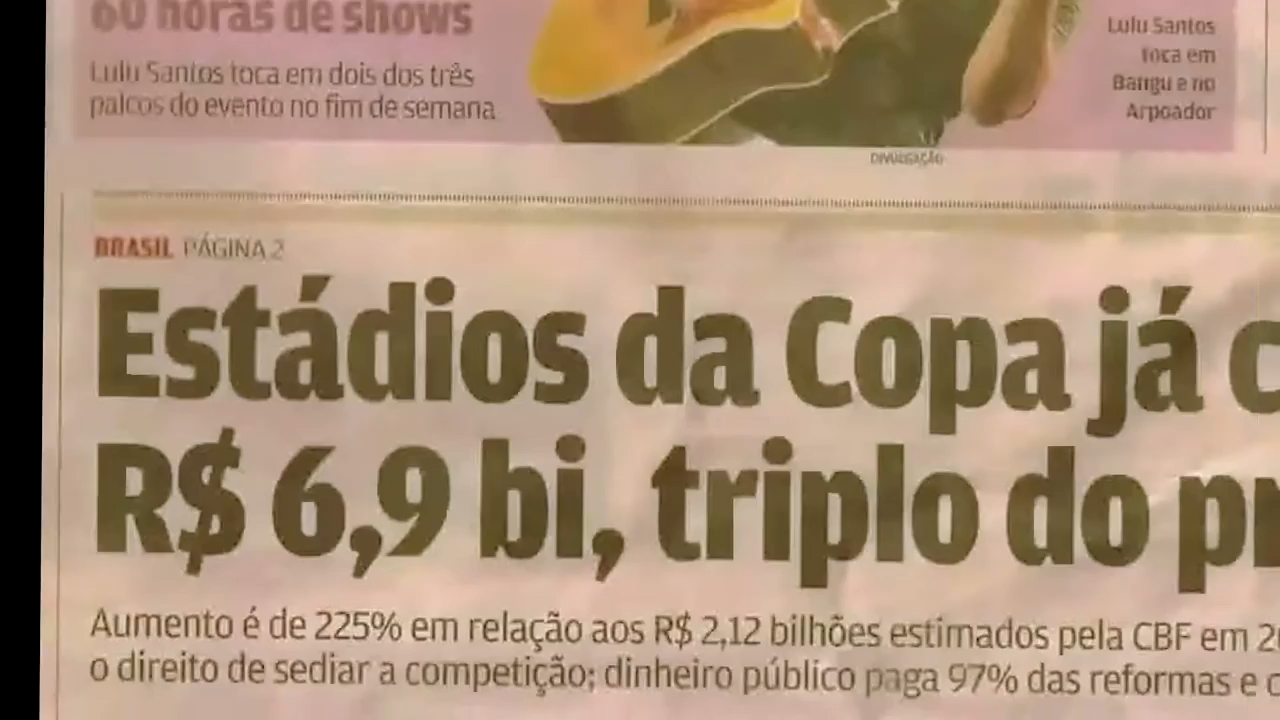 60 horas de shows
Lulu Santos toca em dois dos três
palcos do evento no fim de semana
Lulu Santos
toca em
Bangu e no
Arpoador
DIVULGAÇÃO
BRASIL PÁGINA 2
Estádios da Copa já c
R$ 6,9 bi, triplo do pr
Aumento é de 225% em relação aos R$ 2,12 bilhões estimados pela CBF em 2
o direito de sediar a competição; dinheiro público paga 97% das reformas e c